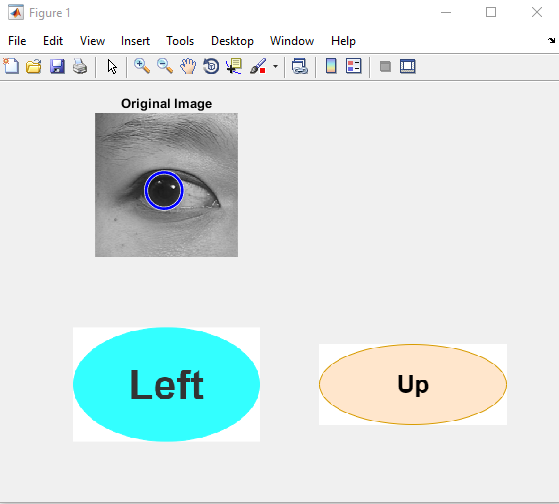 Figure 1
File Edit View Insert Tools Desktop Window Help
Original Image
Left
Up